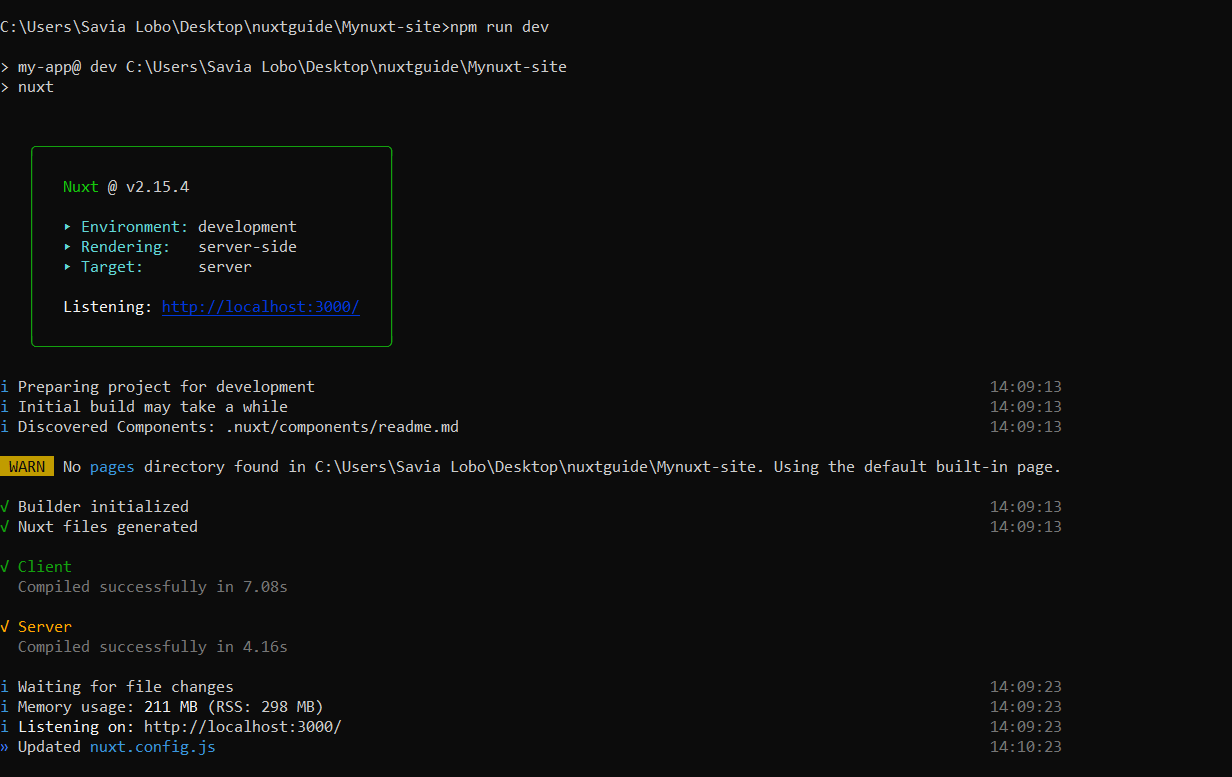 C:\Users\Savia Lobo\Desktop\nuxtguide\Mynuxt-site>npm run dev
> my-app@ dev C:\Users\Savia Lobo\Desktop\nuxtguide\Mynuxt-site
> nuxt
Nuxt @ v2.15.4
▸ Environment: development
▸ Rendering: server-side
▸ Target: server
Listening: http://localhost:3000/
i Preparing project for development 14:09:13
i Initial build may take a while 14:09:13
i Discovered Components: .nuxt/components/readme.md 14:09:13
WARN No pages directory found in C:\Users\Savia Lobo\Desktop\nuxtguide\Mynuxt-site. Using the default built-in page.
√ Builder initialized 14:09:13
√ Nuxt files generated 14:09:13
√ Client
Compiled successfully in 7.08s
√ Server
Compiled successfully in 4.16s
i Waiting for file changes 14:09:23
i Memory usage: 211 MB (RSS: 298 MB) 14:09:23
i Listening on: http://localhost:3000/ 14:09:23
» Updated nuxt.config.js 14:10:23